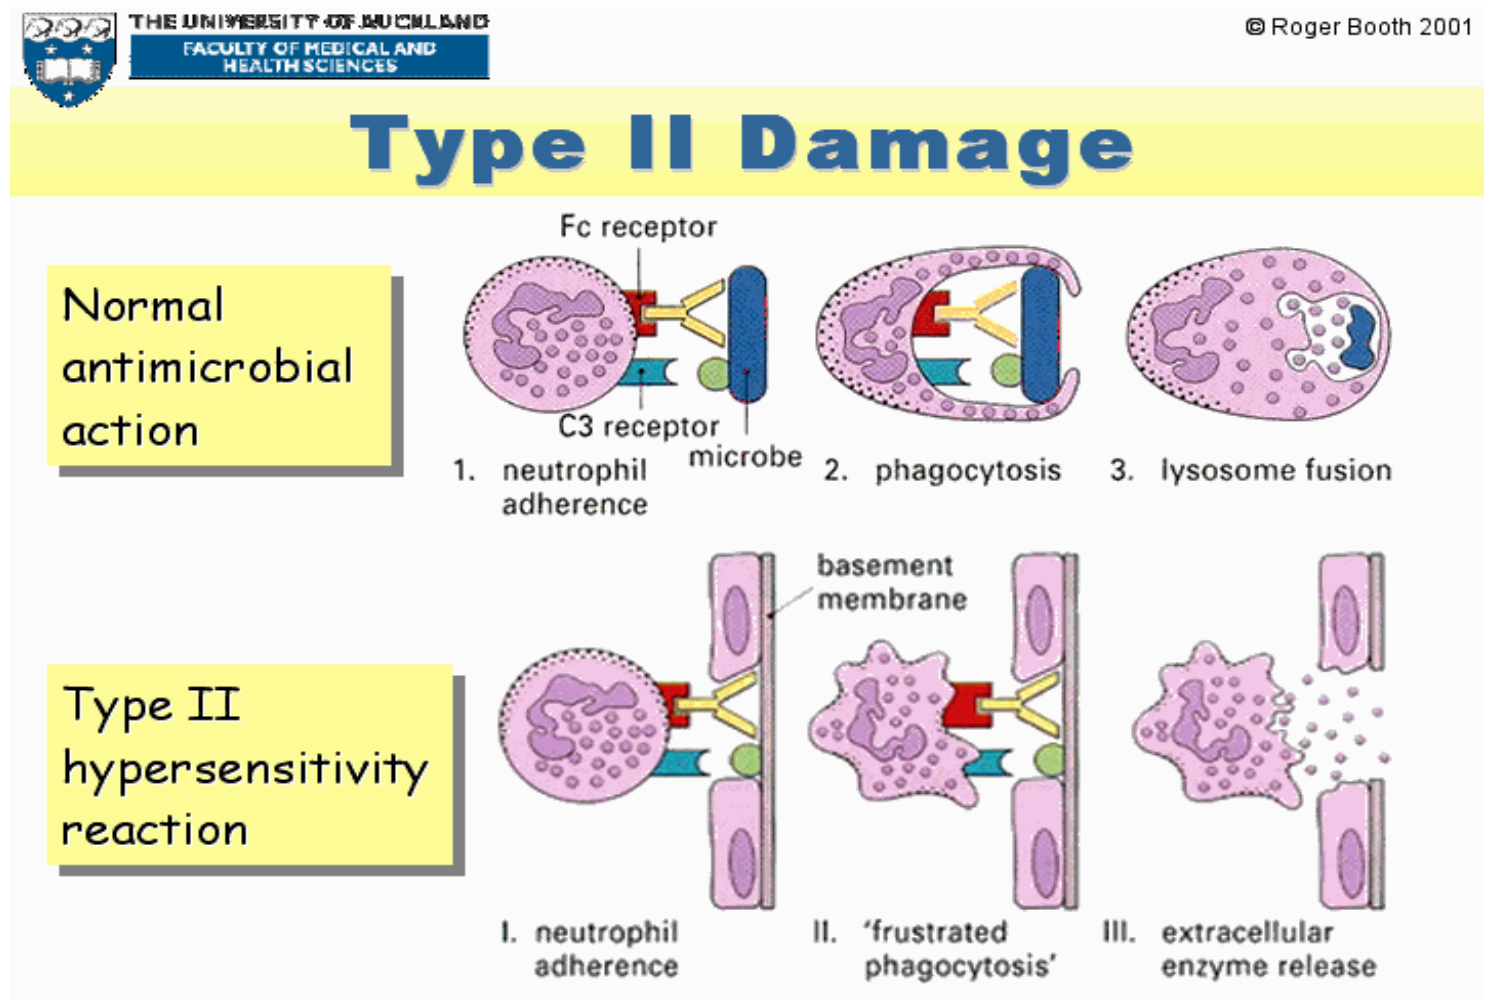 THE UNIVERSITY OF AUCKLAND
FACULTY OF MEDICAL AND
HEALTH SCIENCES
© Roger Booth 2001
Type II Damage
Normal
antimicrobial
action
Fc receptor
C3 receptor
microbe
1. neutrophil
adherence
2. phagocytosis
3. lysosome fusion
Type II
hypersensitivity
reaction
basement
membrane
I. neutrophil
adherence
II. 'frustrated
phagocytosis'
III. extracellular
enzyme release